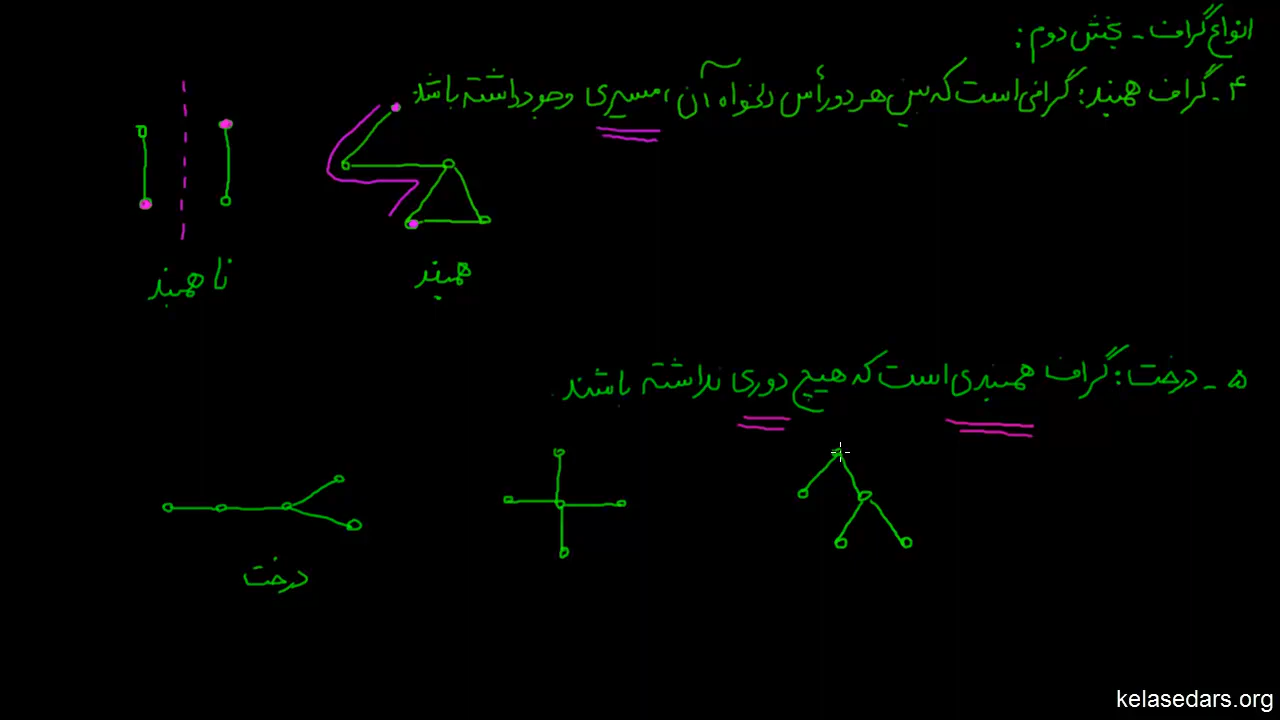 انواع گراف - بخش دوم :
۴ - گراف همبند : گرافی است که بین هر دو رأس دلخواه آن ، مسیری وجود داشته باشد.
ناهمبند
همبند
۵ - درخت : گراف همبندی است که هیچ دوری نداشته باشند.
درخت
kelasedars.org